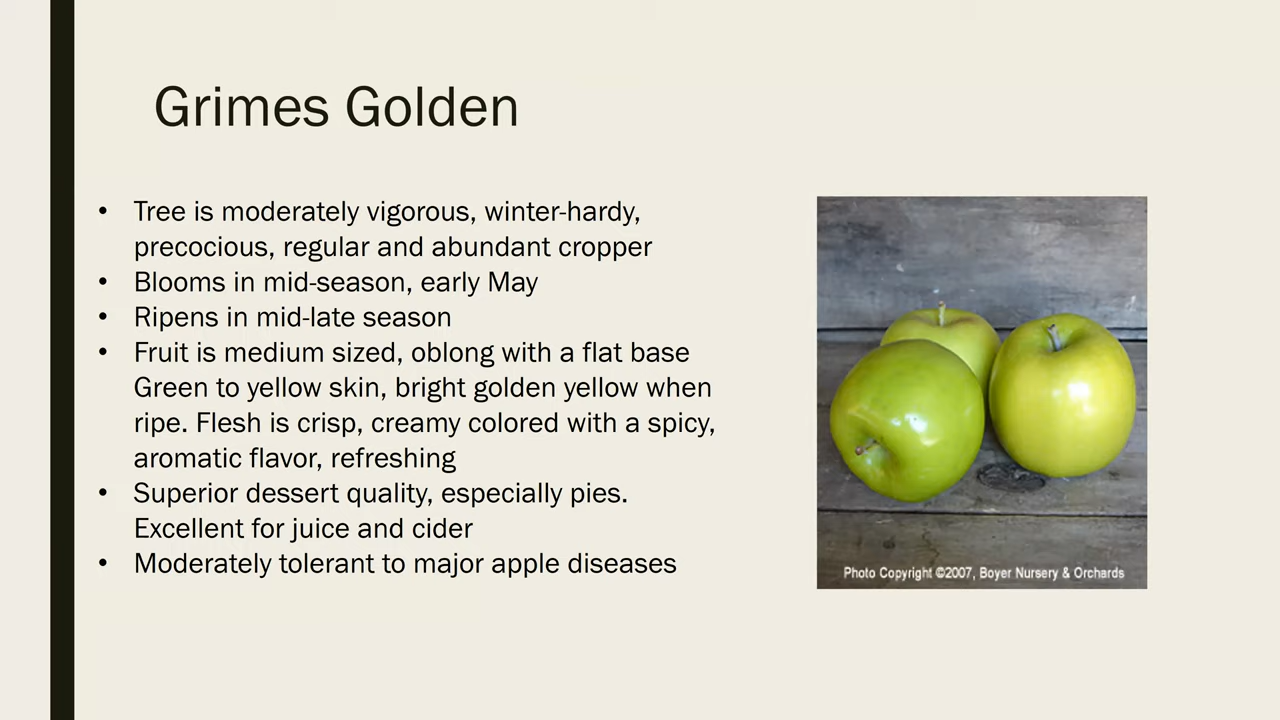 Grimes Golden
• Tree is moderately vigorous, winter-hardy,
precocious, regular and abundant cropper
• Blooms in mid-season, early May
• Ripens in mid-late season
• Fruit is medium sized, oblong with a flat base
Green to yellow skin, bright golden yellow when
ripe. Flesh is crisp, creamy colored with a spicy,
aromatic flavor, refreshing
• Superior dessert quality, especially pies.
Excellent for juice and cider
• Moderately tolerant to major apple diseases
Photo Copyright ©2007, Boyer Nursery & Orchards